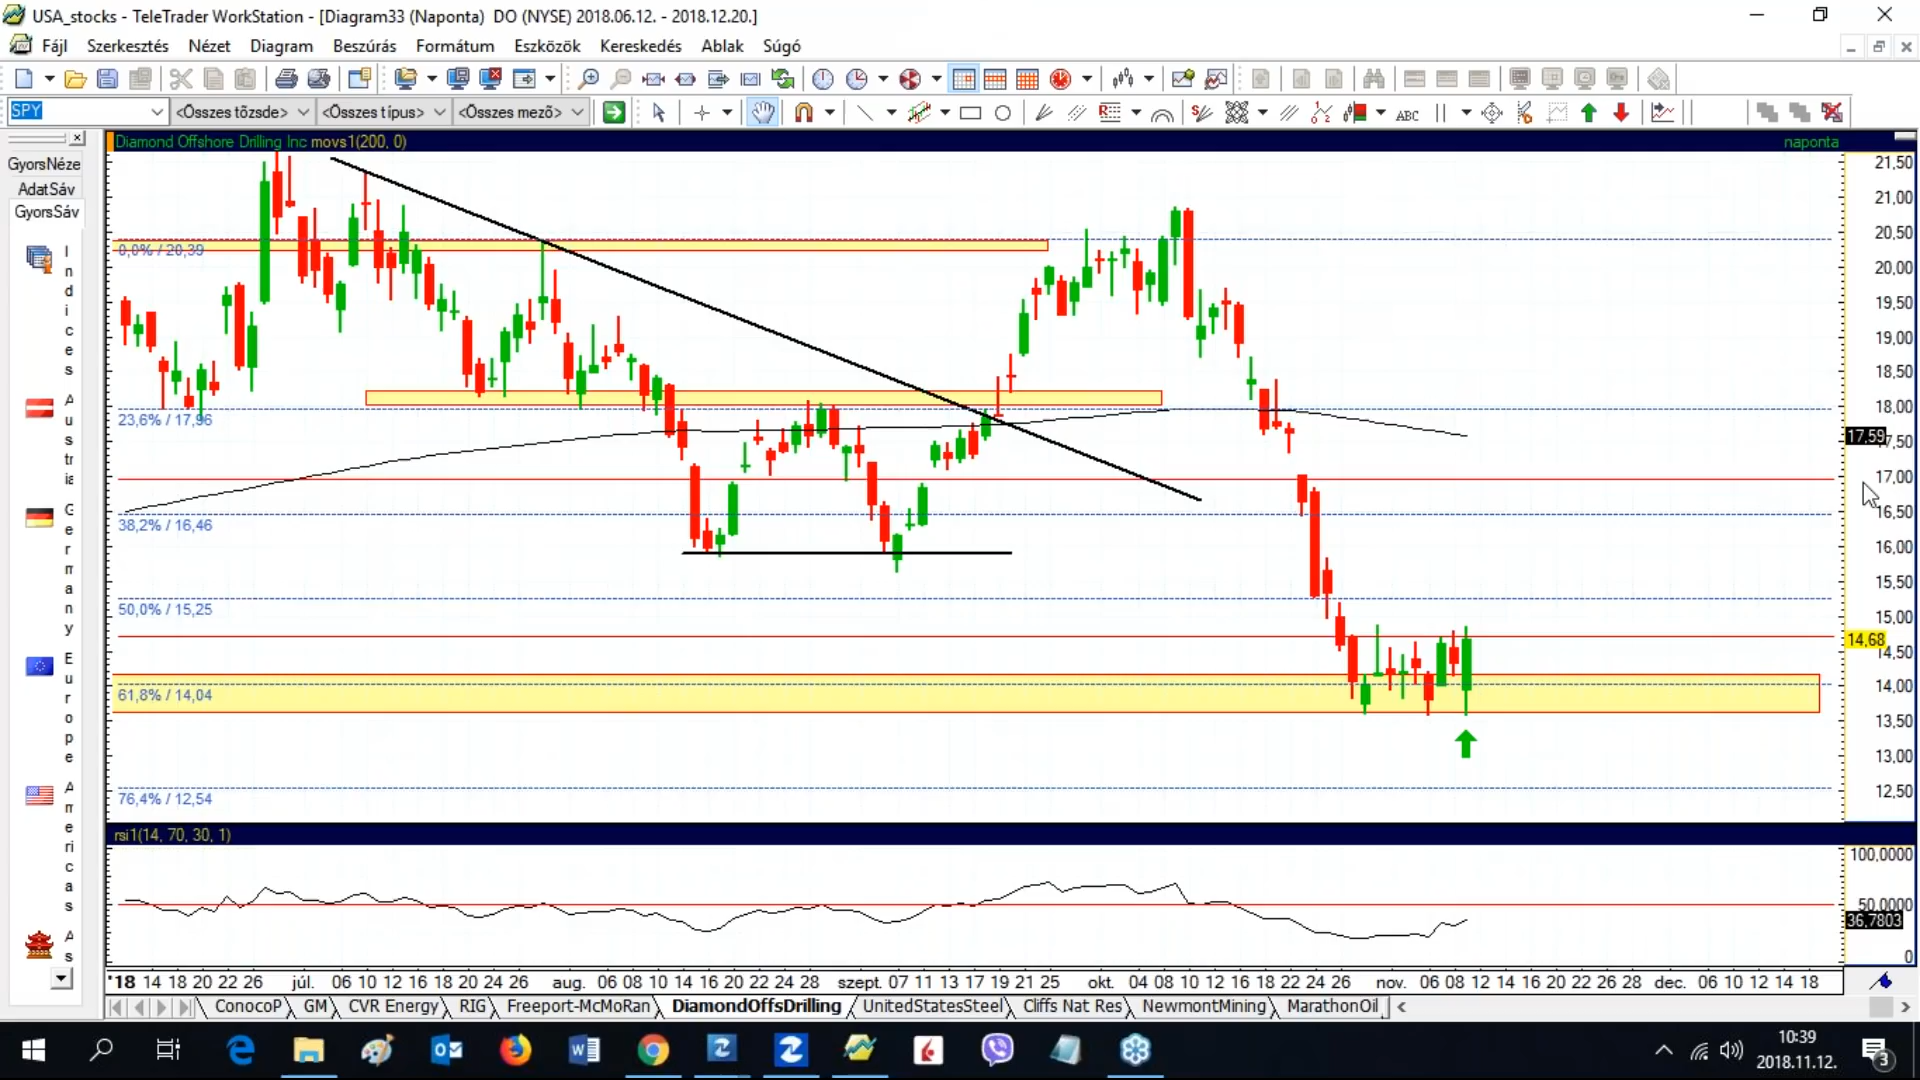 USA_stocks - TeleTrader WorkStation - [Diagram33 (Naponta)  DO (NYSE) 2018.06.12. - 2018.12.20.]
Fájl Szerkesztés Nézet Diagram Beszúrás Formátum Eszközök Kereskedés Ablak Súgó
SPY <Összes tőzsde> <Összes típus> <Összes mező> ABC
GyorsNéze
AdatSáv
GyorsSáv
Indices
Austria
Germany
Europe
Americas
As
Diamond Offshore Drilling Inc movs1(200, 0) naponta
21,50
21,00
20,50
20,00
19,50
19,00
18,50
18,00
17,59
17,50
17,00
16,50
16,00
15,50
15,00
14,68
14,50
14,00
13,50
13,00
12,50
0,0% / 20,39
23,6% / 17,96
38,2% / 16,46
50,0% / 15,25
61,8% / 14,04
76,4% / 12,54
rsi1(14, 70, 30, 1)
100,0000
50,0000
36,7803
0
'18 14 18 20 22 26 júl. 06 10 12 16 18 20 24 26 aug. 06 08 10 14 16 20 22 24 28 szept. 07 11 13 17 19 21 25 okt. 04 08 10 12 16 18 22 24 26 nov. 06 08 12 14 16 20 22 26 28 dec. 06 10 12 14 18
ConocoP GM CVR Energy RIG Freeport-McMoRan DiamondOffsDrilling UnitedStatesSteel Cliffs Nat Res NewmontMining MarathonOil
10:39
2018.11.12.
3